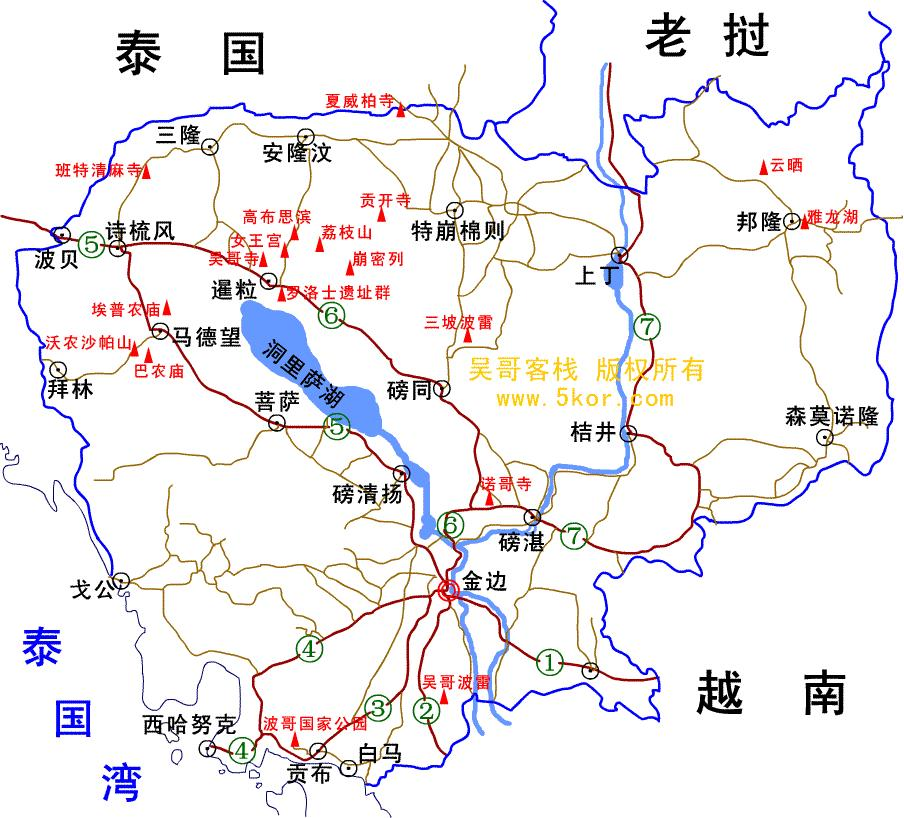 泰 国
老 挝
夏威柏寺
三隆
安隆汶
班特清麻寺
云晒
贡开寺
高布思滨
特崩棉则
邦隆
雅龙湖
诗梳风
荔枝山
女王宫
⑤
波贝
吴哥寺
崩密列
上丁
暹粒
罗洛士遗址群
埃普农庙
⑥
三坡波雷
⑦
马德望
沃农沙帕山
巴农庙
洞里萨湖
吴哥客栈 版权所有
www.5kor.com
拜林
磅同
菩萨
⑤
桔井
森莫诺隆
磅清扬
诺哥寺
⑥
磅湛
⑦
戈公
金边
④
①
泰
国
湾
越 南
吴哥波雷
③
②
西哈努克
④
波哥国家公园
贡布
白马